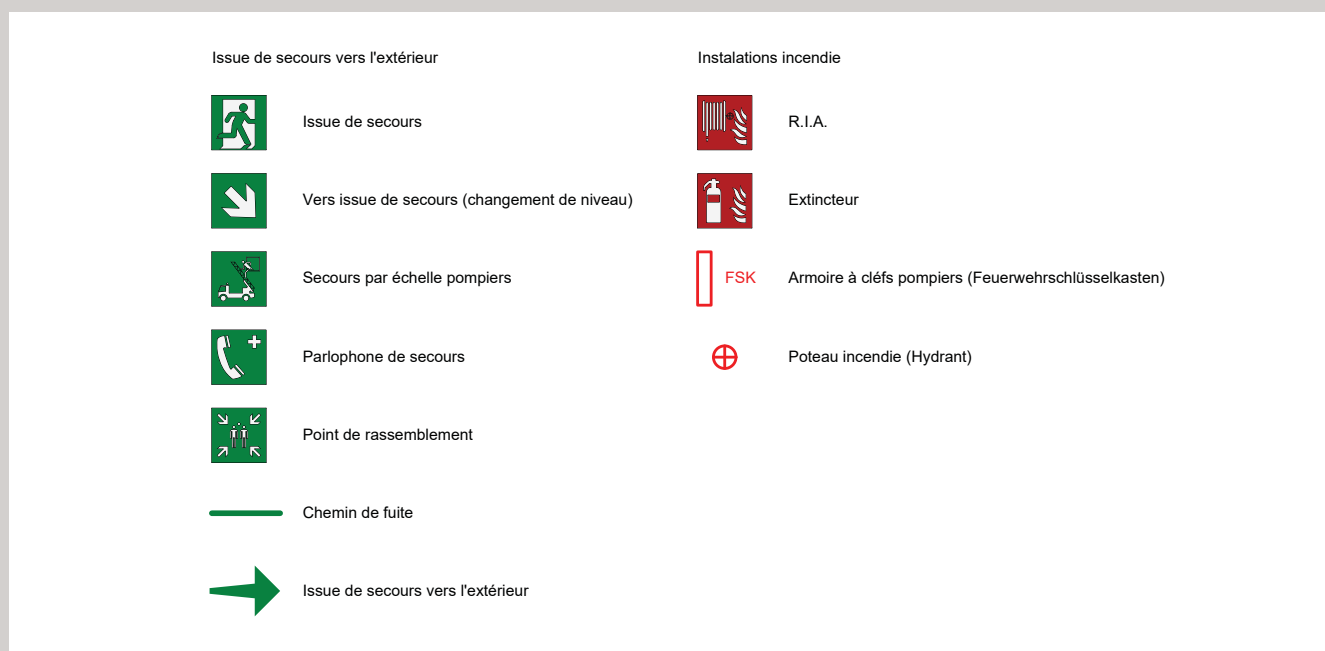 Issue de secours vers l'extérieur
Issue de secours
Vers issue de secours (changement de niveau)
Secours par échelle pompiers
Parlophone de secours
Point de rassemblement
Chemin de fuite
Issue de secours vers l'extérieur
Instalations incendie
R.I.A.
Extincteur
FSK Armoire à cléfs pompiers (Feuerwehrschlüsselkasten)
Poteau incendie (Hydrant)